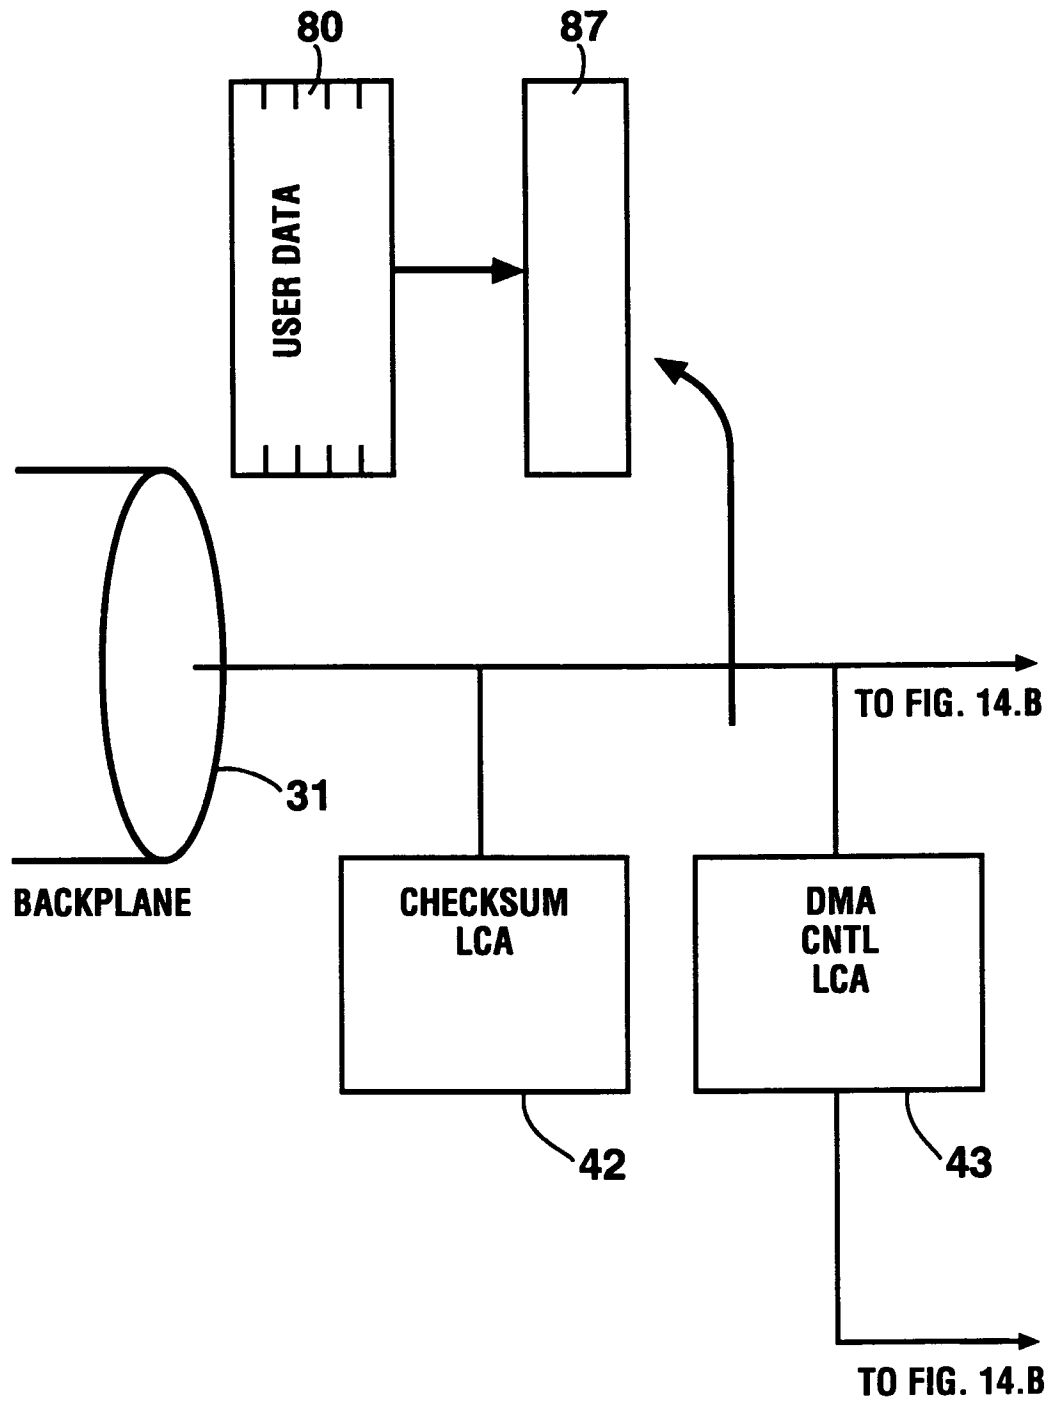 80
87
USER DATA
TO FIG. 14.B
31
BACKPLANE
CHECKSUM
LCA
DMA
CNTL
LCA
42
43
TO FIG. 14.B